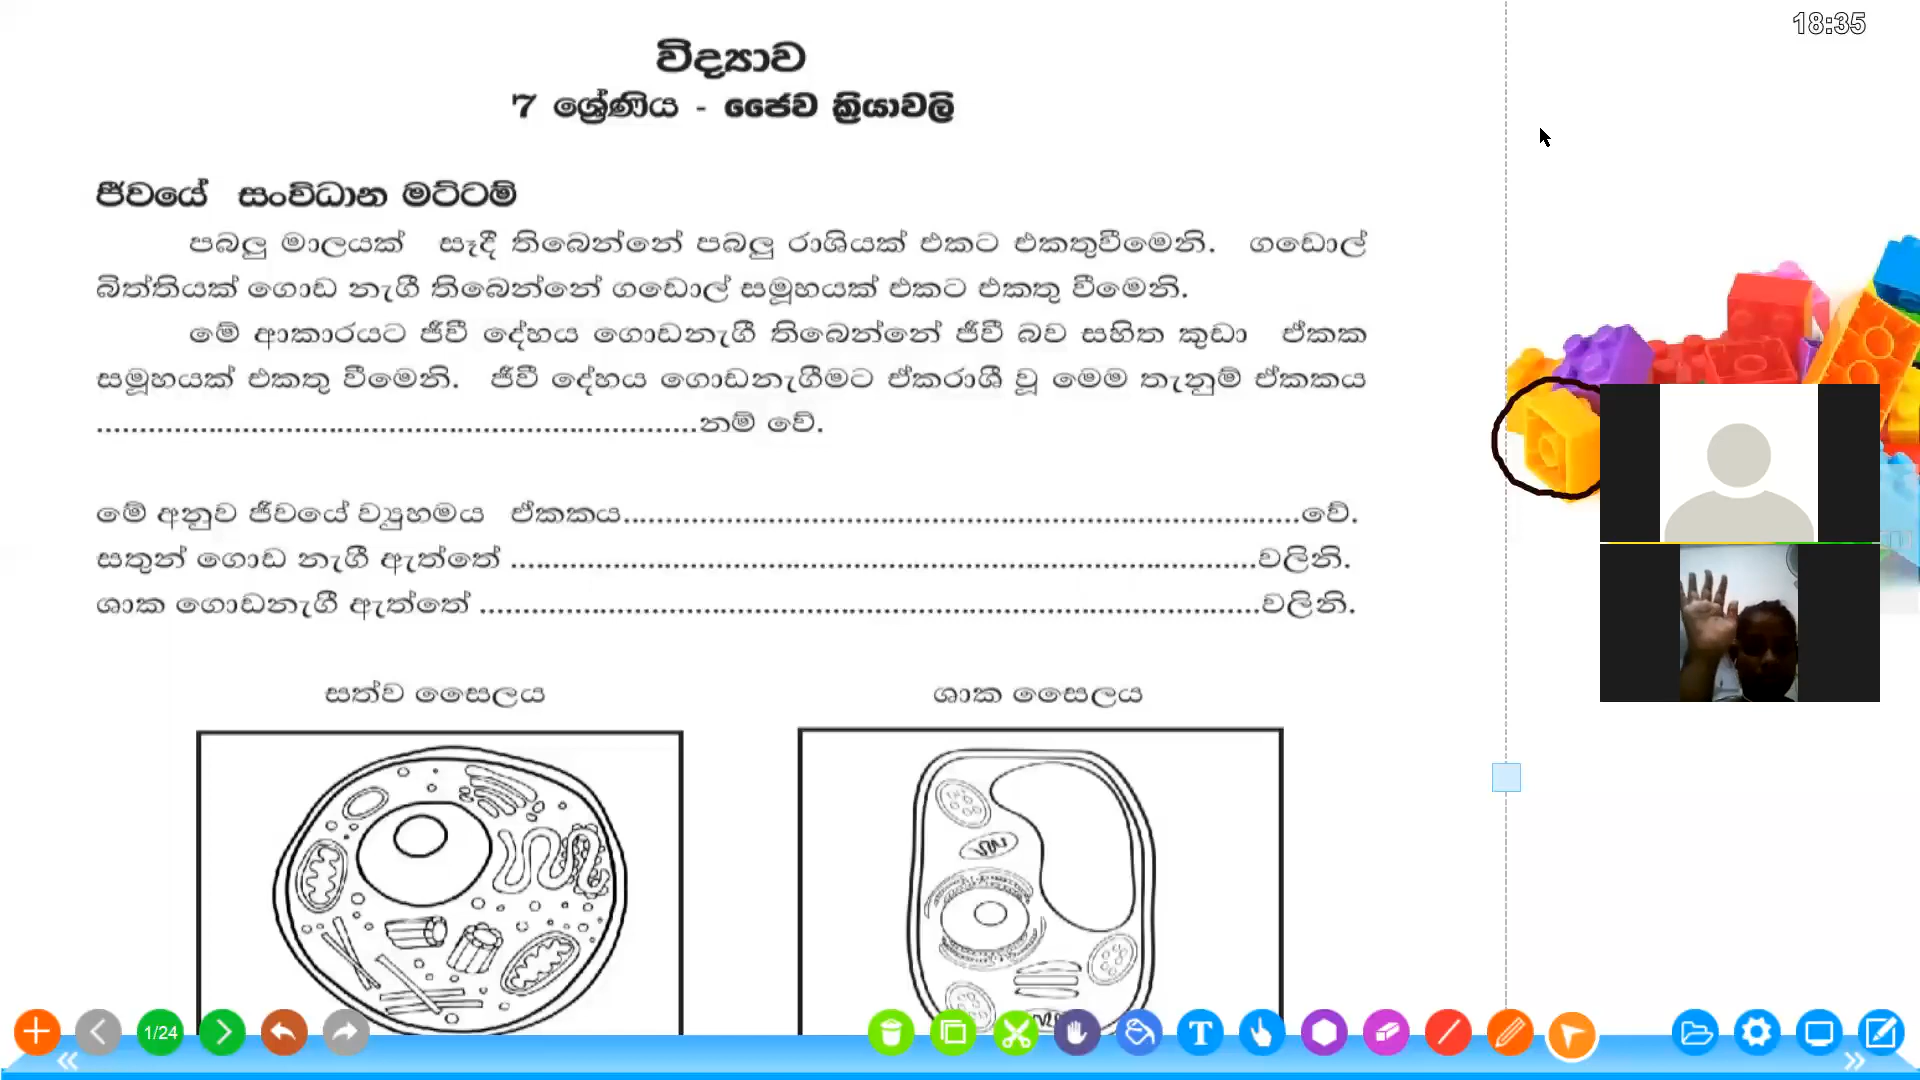 18:35
විද්‍යාව
7 ශ්‍රේණිය - ජෛව ක්‍රියාවලි
ජීවයේ සංවිධාන මට්ටම්
පබලු මාලයක් සෑදී තිබෙන්නේ පබලු රාශියක් එකට එකතුවීමෙනි. ගඩොල්
බිත්තියක් ගොඩ නැගී තිබෙන්නේ ගඩොල් සමූහයක් එකට එකතු වීමෙනි.
මේ ආකාරයට ජීවී දේහය ගොඩනැගී තිබෙන්නේ ජීවී බව සහිත කුඩා ඒකක
සමූහයක් එකතු වීමෙනි. ජීවී දේහය ගොඩනැගීමට ඒකරාශී වූ මෙම තැනුම් ඒකකය
......................................................................නම් වේ.
මේ අනුව ජීවයේ ව්‍යුහමය ඒකකය...............................................................................වේ.
සතුන් ගොඩ නැගී ඇත්තේ .......................................................................................වලිනි.
ශාක ගොඩනැගී ඇත්තේ ...........................................................................................වලිනි.
සත්ව සෛලය
ශාක සෛලය
1/24
T